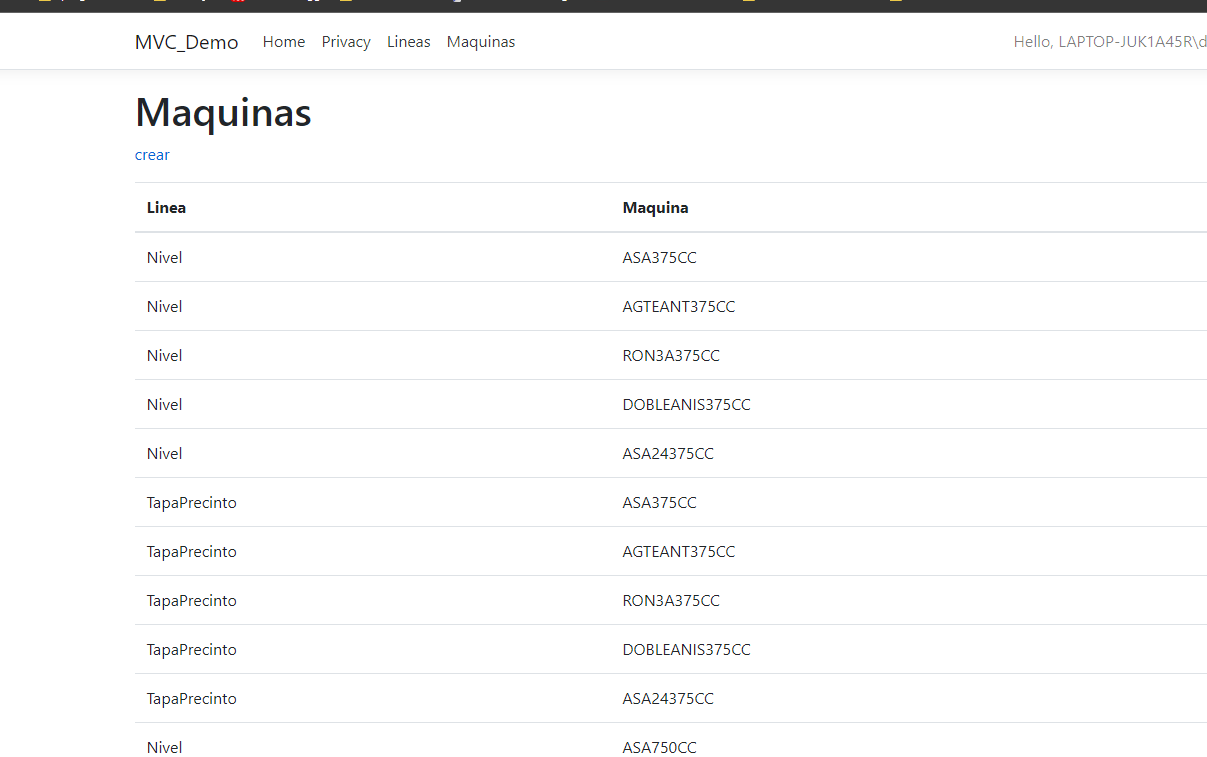 MVC_Demo Home Privacy Lineas Maquinas Hello, LAPTOP-JUK1A45R\d
Maquinas
crear
Linea Maquina
Nivel ASA375CC
Nivel AGTEANT375CC
Nivel RON3A375CC
Nivel DOBLEANIS375CC
Nivel ASA24375CC
TapaPrecinto ASA375CC
TapaPrecinto AGTEANT375CC
TapaPrecinto RON3A375CC
TapaPrecinto DOBLEANIS375CC
TapaPrecinto ASA24375CC
Nivel ASA750CC